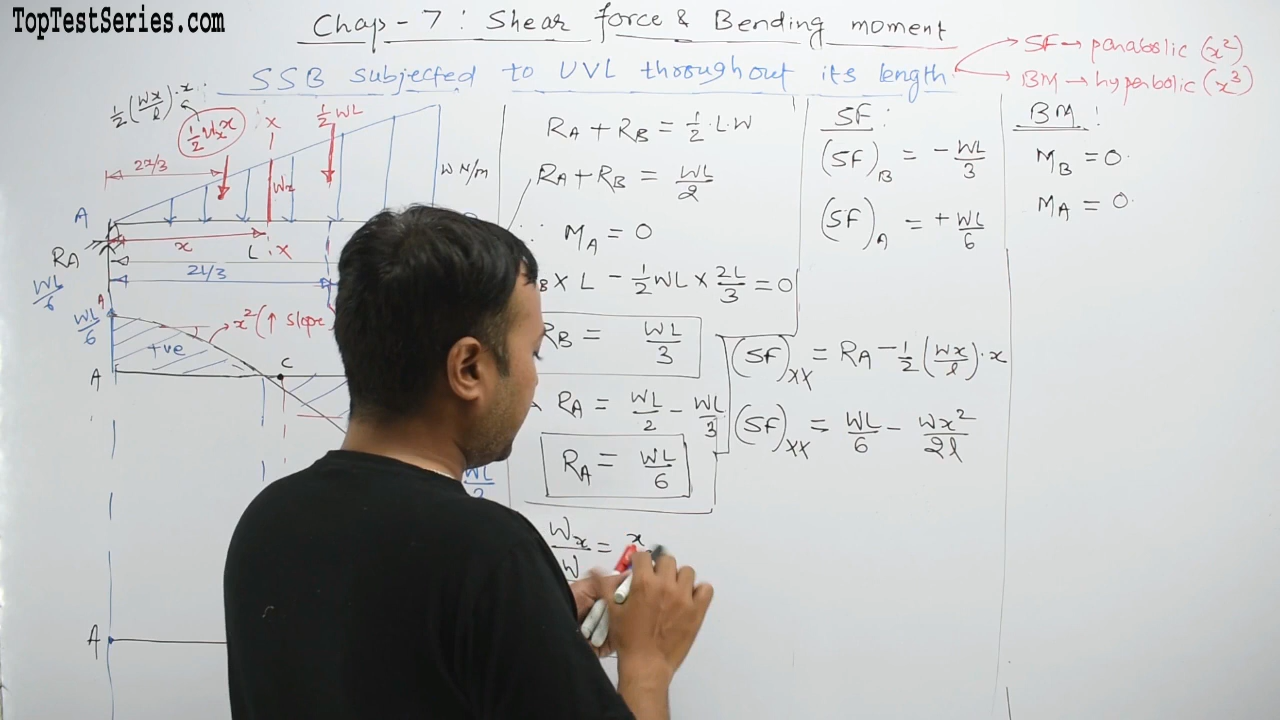 TopTestSeries.com
Chap-7: Shear force & Bending moment
SSB subjected to UVL throughout its length
SF → parabolic (x²)
BM → hyperbolic (x³)
½(Wx/l)·x
½Wₓx
X
½WL
2x/3
W N/m
Wx
A
x
L
X
RA
WL/6
2L/3
A
WL/6
x² (↑ slope
+ve
C
A
WL/2
A
RA + RB = ½·L·W
RA + RB = WL/2
∵ MA = 0
B × L - ½WL × 2L/3 = 0
RB = WL/3
RA = WL/2 - WL/3
RA = WL/6
Wx/W = x
SF:
(SF)B = -WL/3
(SF)A = +WL/6
(SF)XX = RA - ½(Wx/l)·x
(SF)XX = WL/6 - Wx²/2l
BM:
MB = 0
MA = 0